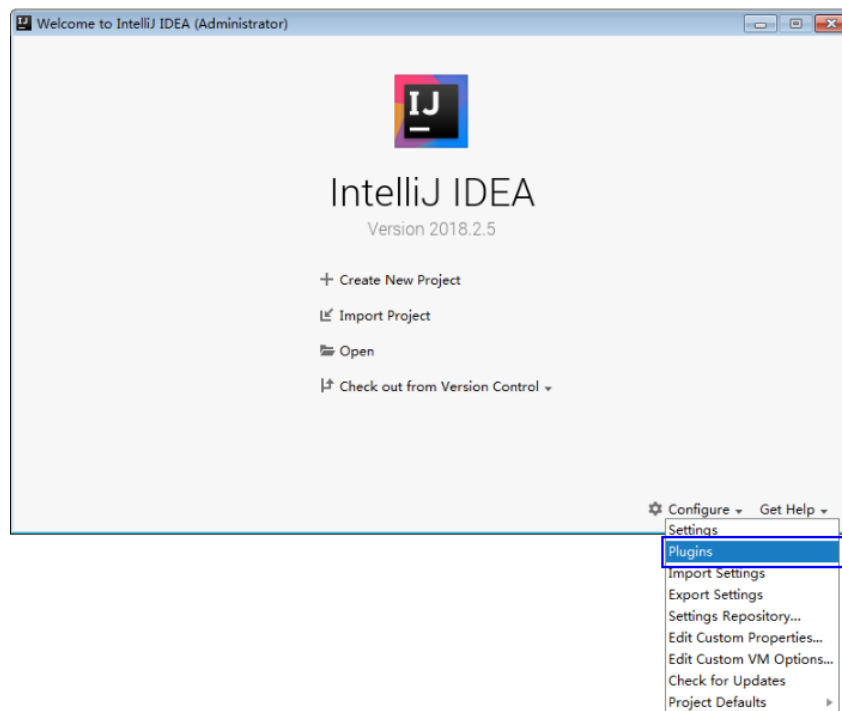 Welcome to IntelliJ IDEA (Administrator)
IJ
IntelliJ IDEA
Version 2018.2.5
Create New Project
Import Project
Open
Check out from Version Control
Configure Get Help
Settings
Plugins
Import Settings
Export Settings
Settings Repository...
Edit Custom Properties...
Edit Custom VM Options...
Check for Updates
Project Defaults